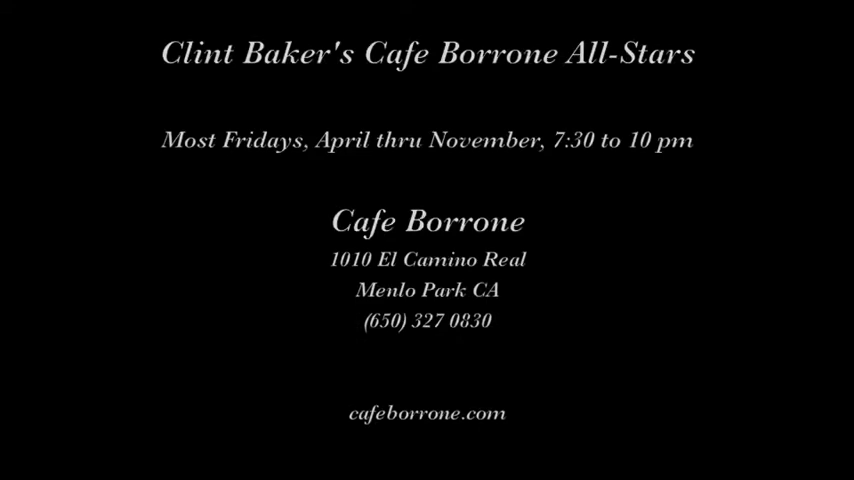 Clint Baker's Cafe Borrone All-Stars
Most Fridays, April thru November, 7:30 to 10 pm
Cafe Borrone
1010 El Camino Real
Menlo Park CA
(650) 327 0830
cafeborrone.com